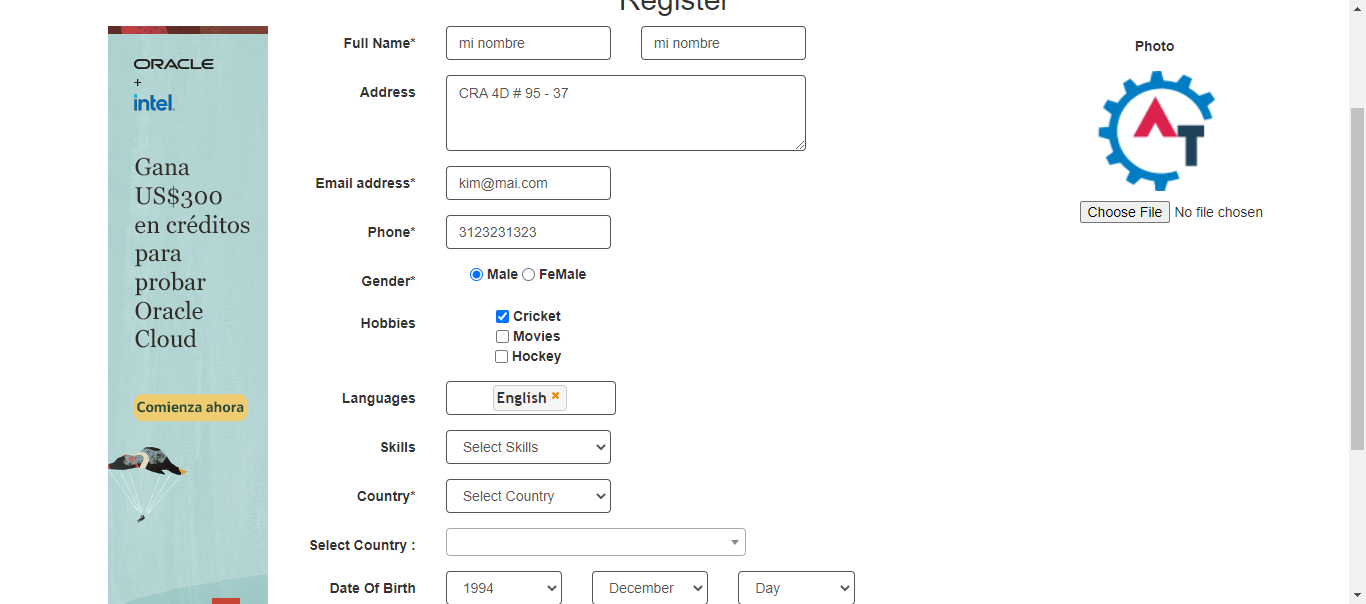 Register
ORACLE
+
intel.
Gana
US$300
en créditos
para
probar
Oracle
Cloud
Comienza ahora
Full Name* mi nombre mi nombre
Address CRA 4D # 95 - 37
Email address* kim@mai.com
Phone* 3123231323
Gender* Male FeMale
Hobbies Cricket
Movies
Hockey
Languages English ×
Skills Select Skills
Country* Select Country
Select Country :
Date Of Birth 1994 December Day
Photo
AT
Choose File No file chosen